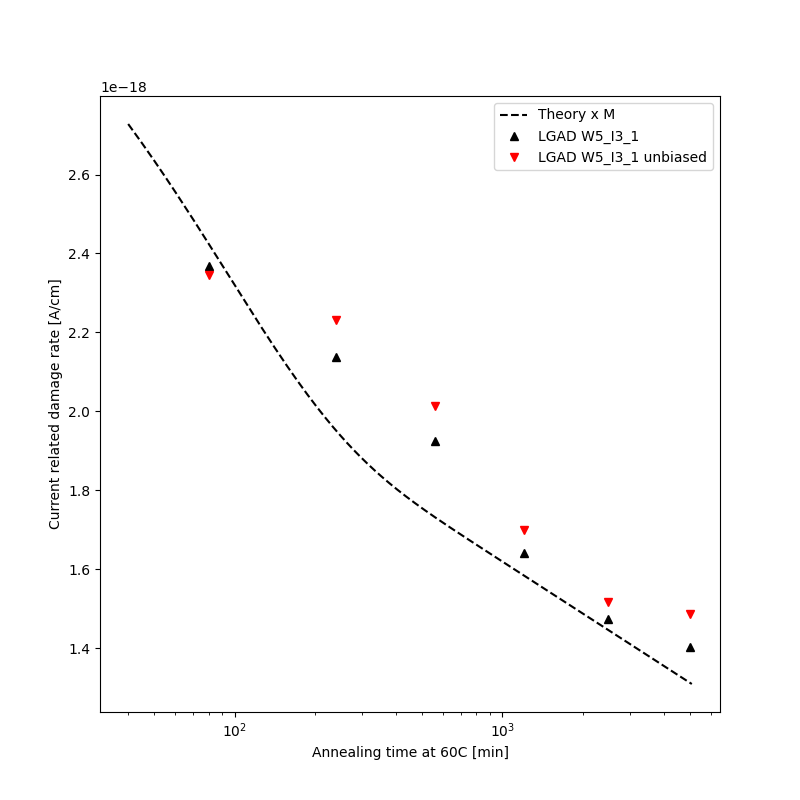 1e−18
Theory x M
LGAD W5_I3_1
LGAD W5_I3_1 unbiased
2.6
2.4
2.2
2.0
1.8
1.6
1.4
Current related damage rate [A/cm]
10²
10³
Annealing time at 60C [min]